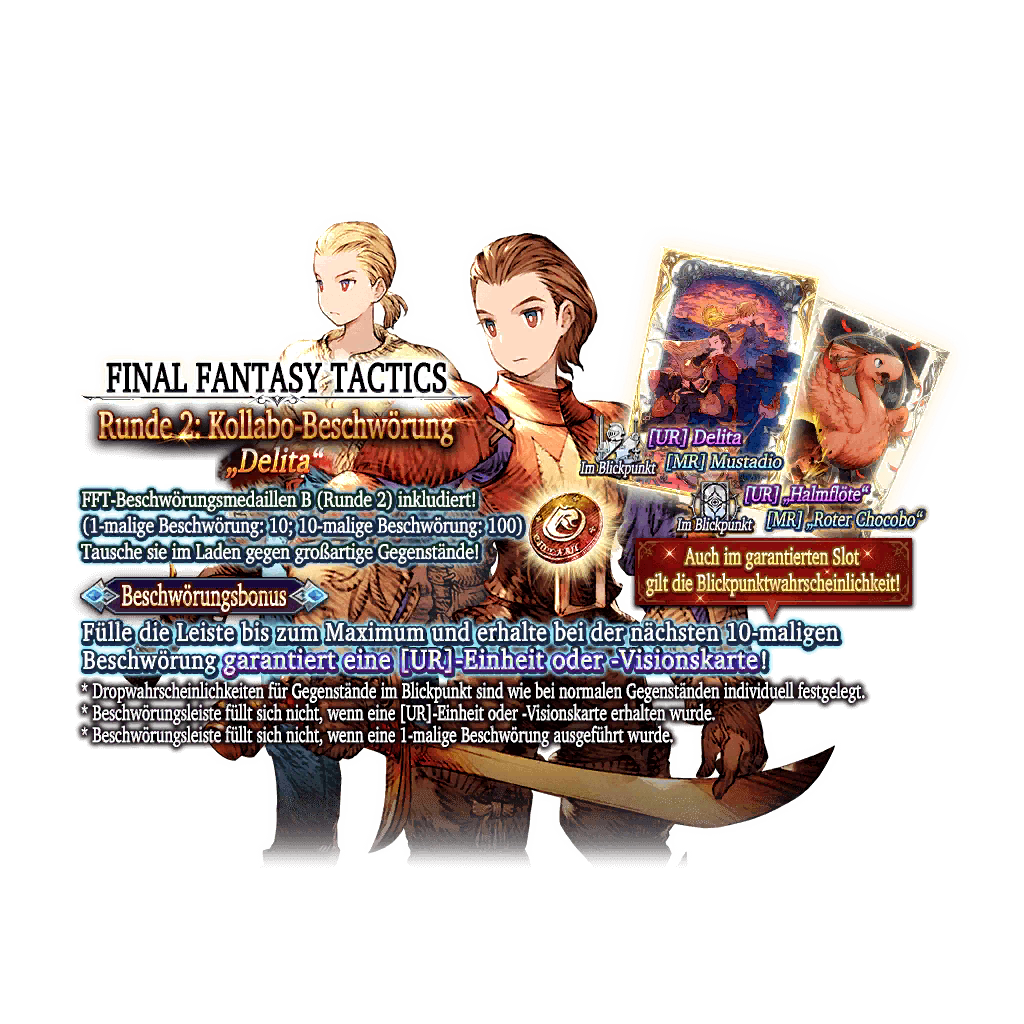 FINAL FANTASY TACTICS
Runde 2: Kollabo-Beschwörung
„Delita“
FFT-Beschwörungsmedaillen B (Runde 2) inkludiert!
(1-malige Beschwörung: 10; 10-malige Beschwörung: 100)
Tausche sie im Laden gegen großartige Gegenstände!
Im Blickpunkt
[UR] Delita
[MR] Mustadio
Im Blickpunkt
[UR] „Halmflöte“
[MR] „Roter Chocobo“
Auch im garantierten Slot
gilt die Blickpunktwahrscheinlichkeit!
Beschwörungsbonus
Fülle die Leiste bis zum Maximum und erhalte bei der nächsten 10-maligen
Beschwörung garantiert eine [UR]-Einheit oder -Visionskarte!
* Dropwahrscheinlichkeiten für Gegenstände im Blickpunkt sind wie bei normalen Gegenständen individuell festgelegt.
* Beschwörungsleiste füllt sich nicht, wenn eine [UR]-Einheit oder -Visionskarte erhalten wurde.
* Beschwörungsleiste füllt sich nicht, wenn eine 1-malige Beschwörung ausgeführt wurde.